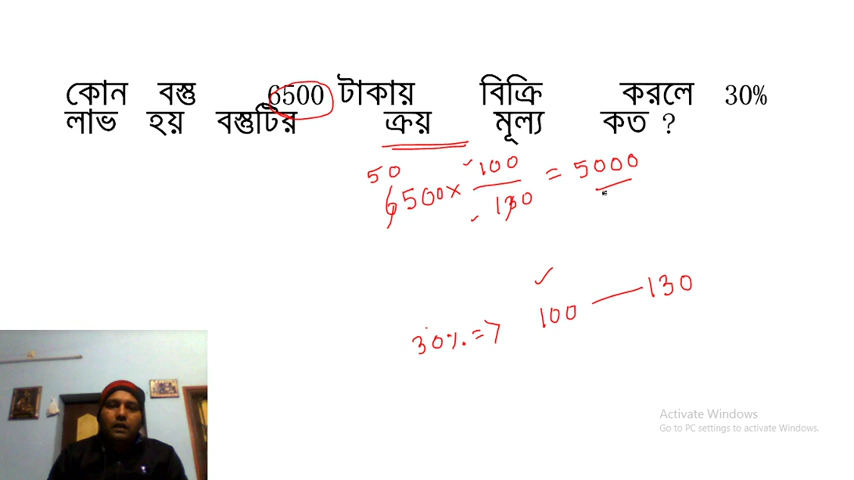 কোন বস্তু 6500 টাকায় বিক্রি করলে 30%
লাভ হয় বস্তুটির ক্রয় মূল্য কত ?
50
6500 × 100/130 = 5000
30% => 100 — 130
Activate Windows
Go to PC settings to activate Windows.